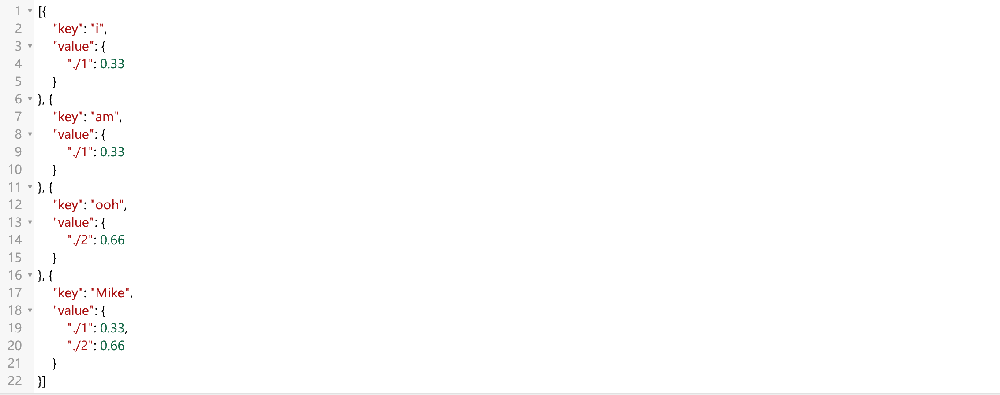 1 [{
2 "key": "i",
3 "value": {
4 "./1": 0.33
5 }
6 }, {
7 "key": "am",
8 "value": {
9 "./1": 0.33
10 }
11 }, {
12 "key": "ooh",
13 "value": {
14 "./2": 0.66
15 }
16 }, {
17 "key": "Mike",
18 "value": {
19 "./1": 0.33,
20 "./2": 0.66
21 }
22 }]